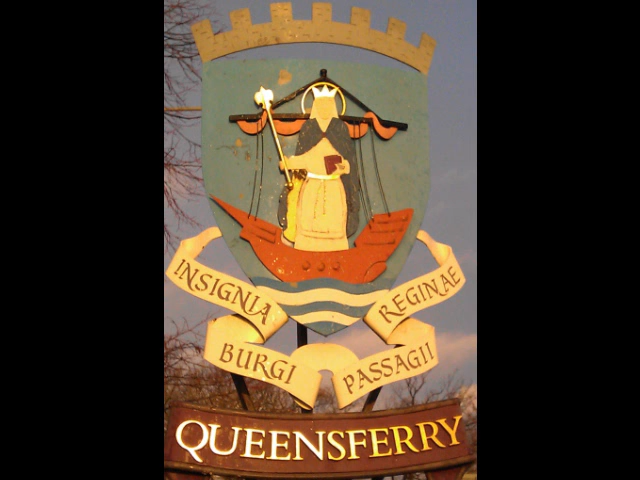 INSIGNIA
BURGI
PASSAGII
REGINAE
QUEENSFERRY